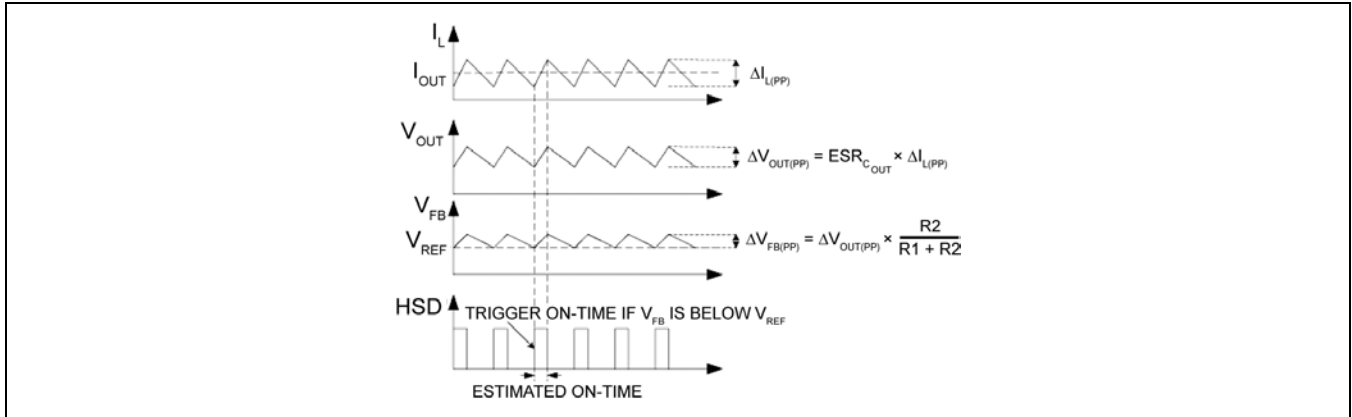 I_L
I_OUT
ΔI_L(PP)
V_OUT
ΔV_OUT(PP) = ESR_C_OUT × ΔI_L(PP)
V_FB
V_REF
ΔV_FB(PP) = ΔV_OUT(PP) × R2 / (R1 + R2)
HSD
TRIGGER ON-TIME IF V_FB IS BELOW V_REF
ESTIMATED ON-TIME